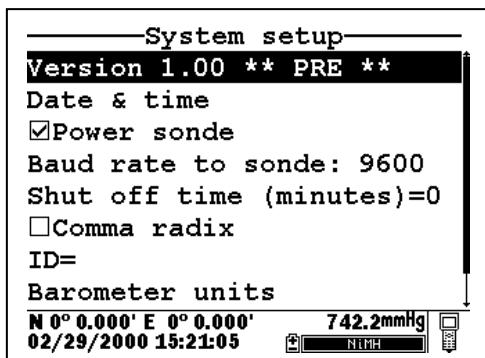 System setup
Version 1.00 ** PRE **
Date & time
☑Power sonde
Baud rate to sonde: 9600
Shut off time (minutes)=0
☐Comma radix
ID=
Barometer units
N 0° 0.000' E 0° 0.000' 742.2mmHg
02/29/2000 15:21:05 NiMH